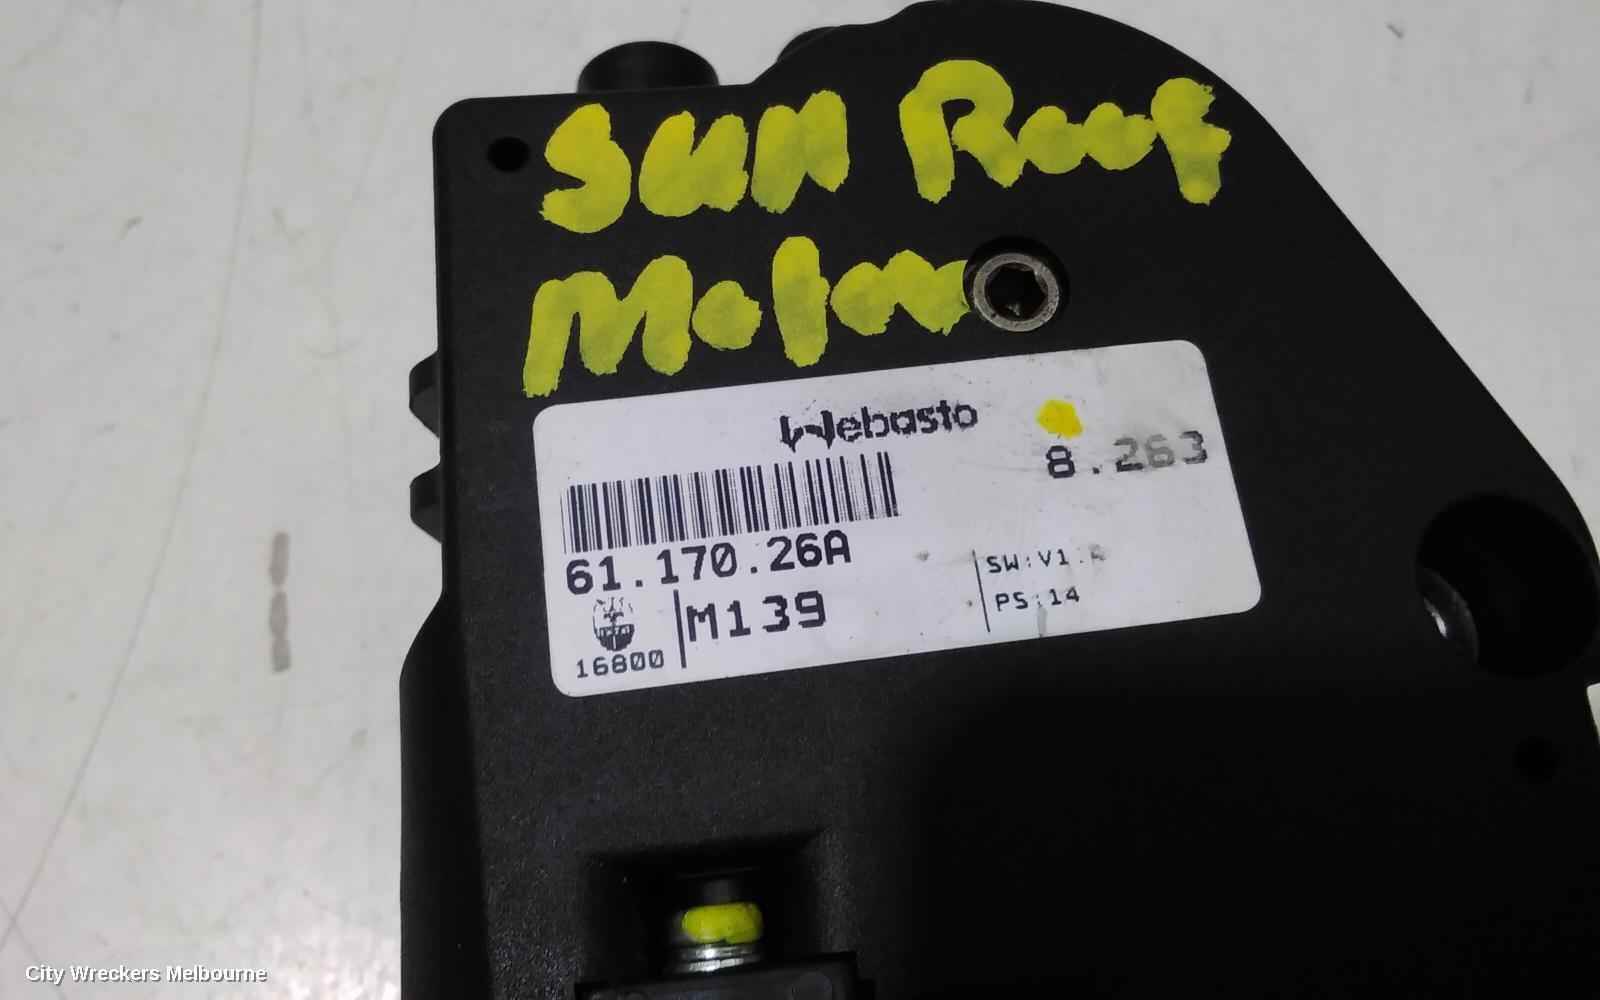 Sun Roof
Motor
Webasto
8.263
61.170.26A
16800
M139
SW:V1.
PS:14
City Wreckers Melbourne